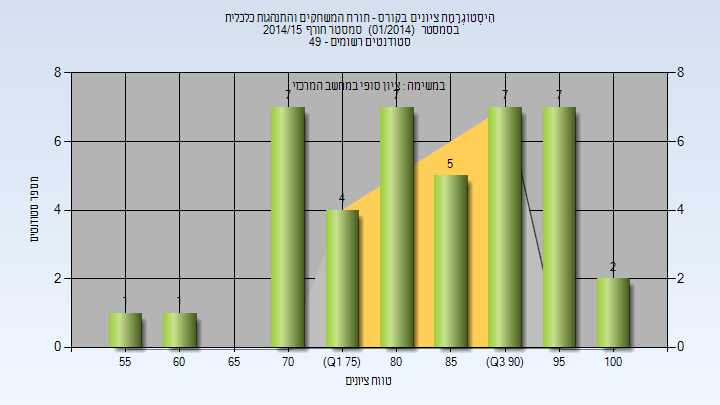 הִיסְטוֹגְרַמַת ציונים בקורס - תורת המשחקים והתנהגות כלכלית
בסמסטר (01/2014) סמסטר חורף 2014/15
סטודנטים רשומים - 49
במשימה : ציון סופי במחשב המרכזי
8 8
6 6
4 4
2 2
0 0
מספר סטודנטים
1 1 7 4 7 5 7 7 2
55 60 65 70 (Q1 75) 80 85 (Q3 90) 95 100
טווח ציונים